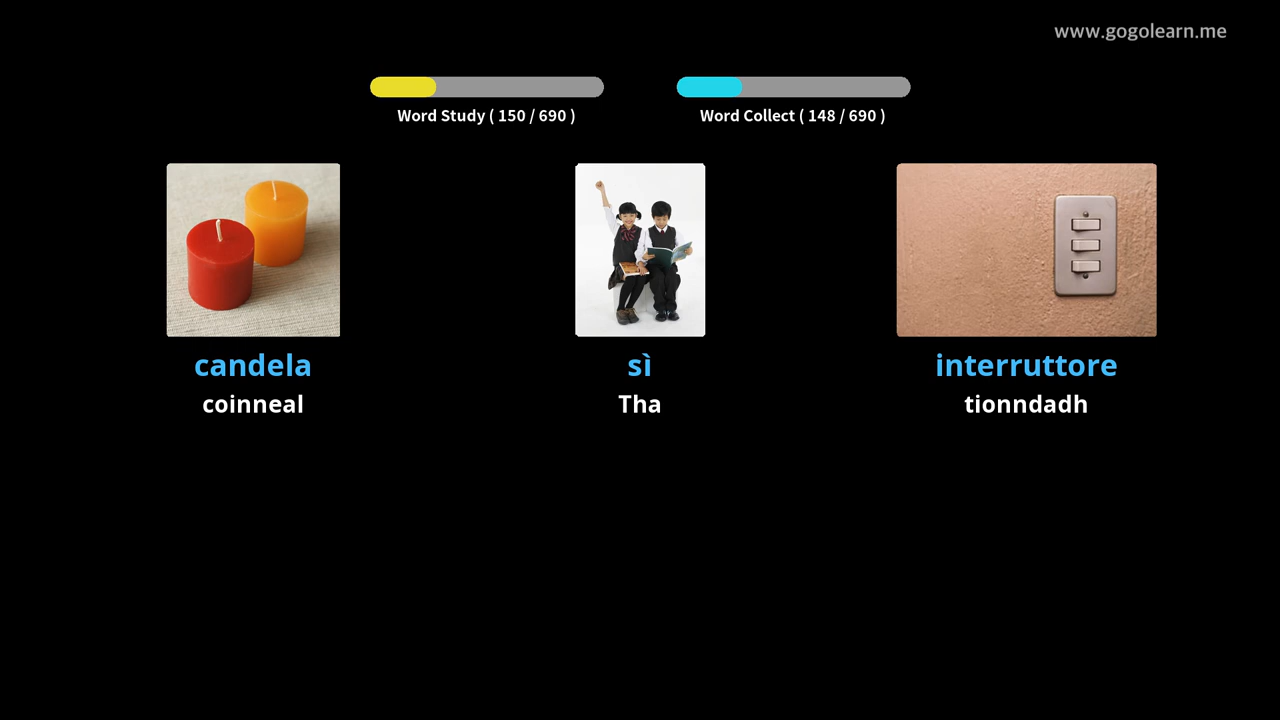 www.gogolearn.me
Word Study ( 150 / 690 )
Word Collect ( 148 / 690 )
candela
coinneal
sì
Tha
interruttore
tionndadh